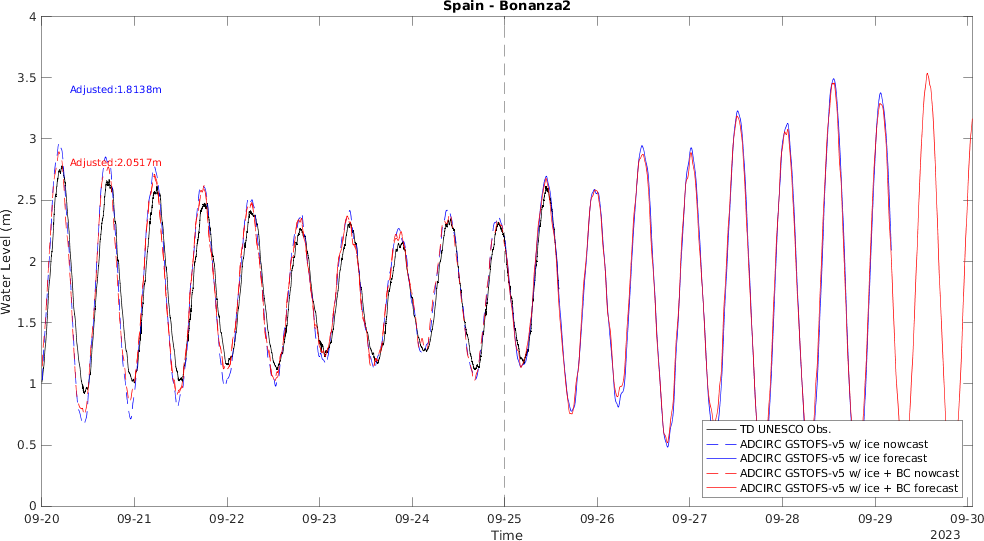 Spain - Bonanza2
4
3.5
3
2.5
2
1.5
1
0.5
0
Water Level (m)
Adjusted:1.8138m
Adjusted:2.0517m
TD UNESCO Obs.
ADCIRC GSTOFS-v5 w/ ice nowcast
ADCIRC GSTOFS-v5 w/ ice forecast
ADCIRC GSTOFS-v5 w/ ice + BC nowcast
ADCIRC GSTOFS-v5 w/ ice + BC forecast
09-20 09-21 09-22 09-23 09-24 09-25 09-26 09-27 09-28 09-29 09-30
Time
2023